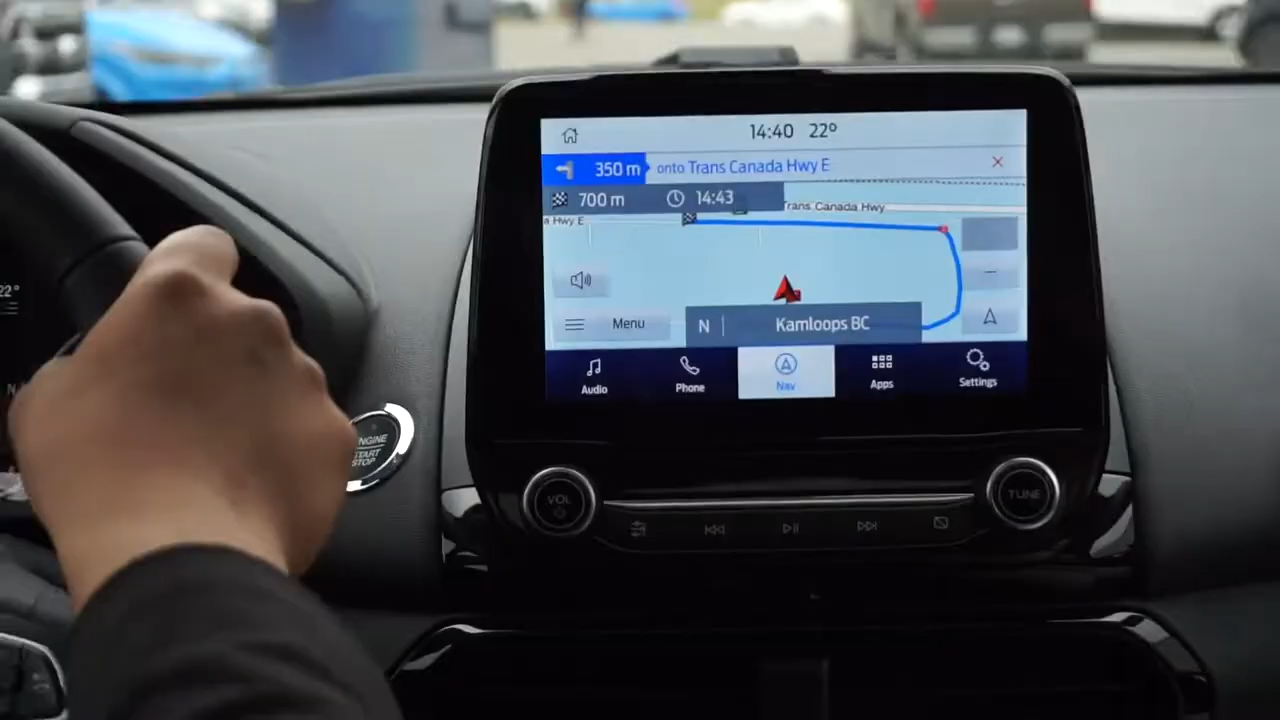 14:40 22°
350 m onto Trans Canada Hwy E
700 m 14:43
Trans Canada Hwy
a Hwy E
Menu
N Kamloops BC
Audio Phone Nav Apps Settings
22°
N
ENGINE
START
STOP
VOL
TUNE